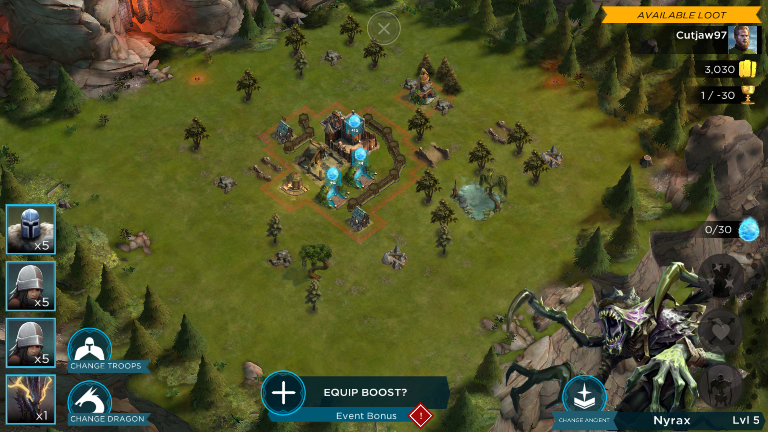 AVAILABLE LOOT
Cutjaw97
3,030
1 / -30
0/30
x5
x5
x5
x1
CHANGE TROOPS
CHANGE DRAGON
EQUIP BOOST?
Event Bonus
CHANGE ANCIENT
Nyrax
Lvl 5